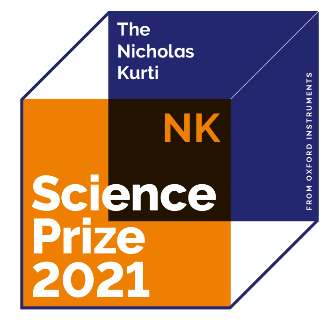 The
Nicholas
Kurti
NK
Science
Prize
2021
FROM OXFORD INSTRUMENTS